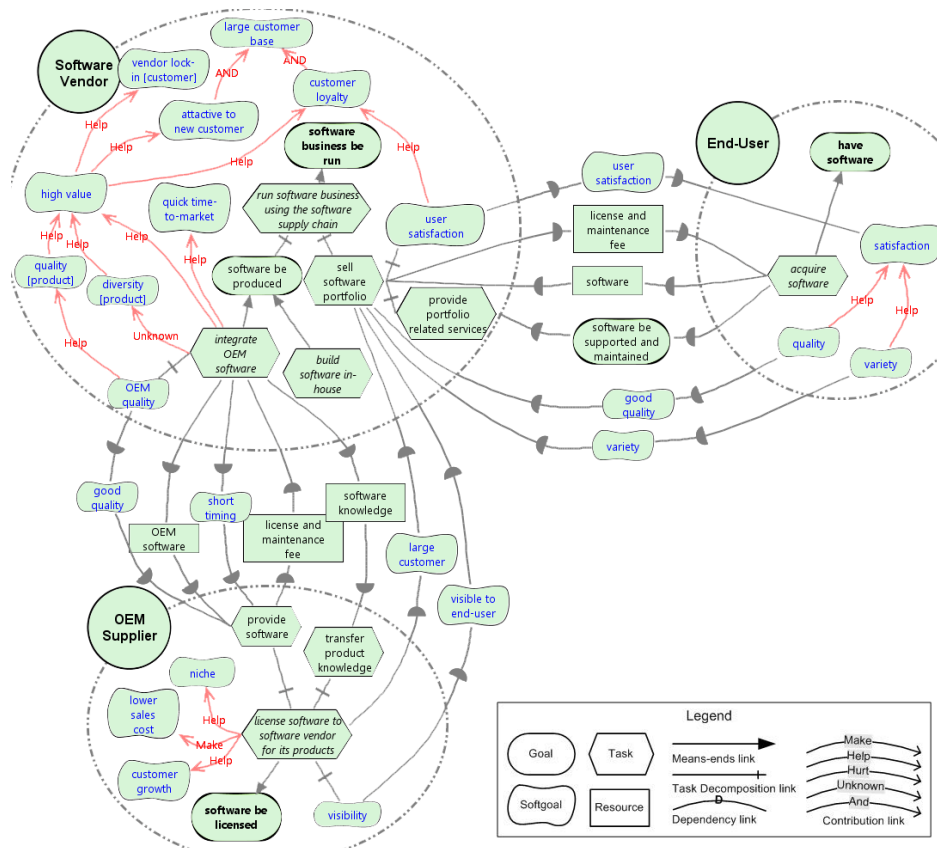 large customer
base
Software
Vendor
vendor lock-
in [customer]
AND
AND
customer
loyalty
attactive to
new customer
Help
Help
Help
Help
software
business be
run
high value
quick time-
to-market
run software business
using the software
supply chain
user
satisfaction
Help
Help
Help
Help
quality
[product]
diversity
[product]
software be
produced
sell
software
portfolio
provide
portfolio
related services
Unknown
Help
integrate
OEM
software
build
software in-
house
OEM
quality
End-User
have
software
user
satisfaction
license and
maintenance
fee
satisfaction
software
acquire
software
software be
supported and
maintained
Help
Help
quality
variety
good
quality
variety
good
quality
OEM
software
short
timing
license and
maintenance
fee
software
knowledge
large
customer
visible to
end-user
OEM
Supplier
provide
software
transfer
product
knowledge
niche
lower
sales
cost
Help
Make
Help
license software to
software vendor
for its products
customer
growth
software be
licensed
visibility
Legend
Goal
Task
Means-ends link
Task Decomposition link
Softgoal
Resource
D
Dependency link
Make
Help
Hurt
Unknown
And
Contribution link